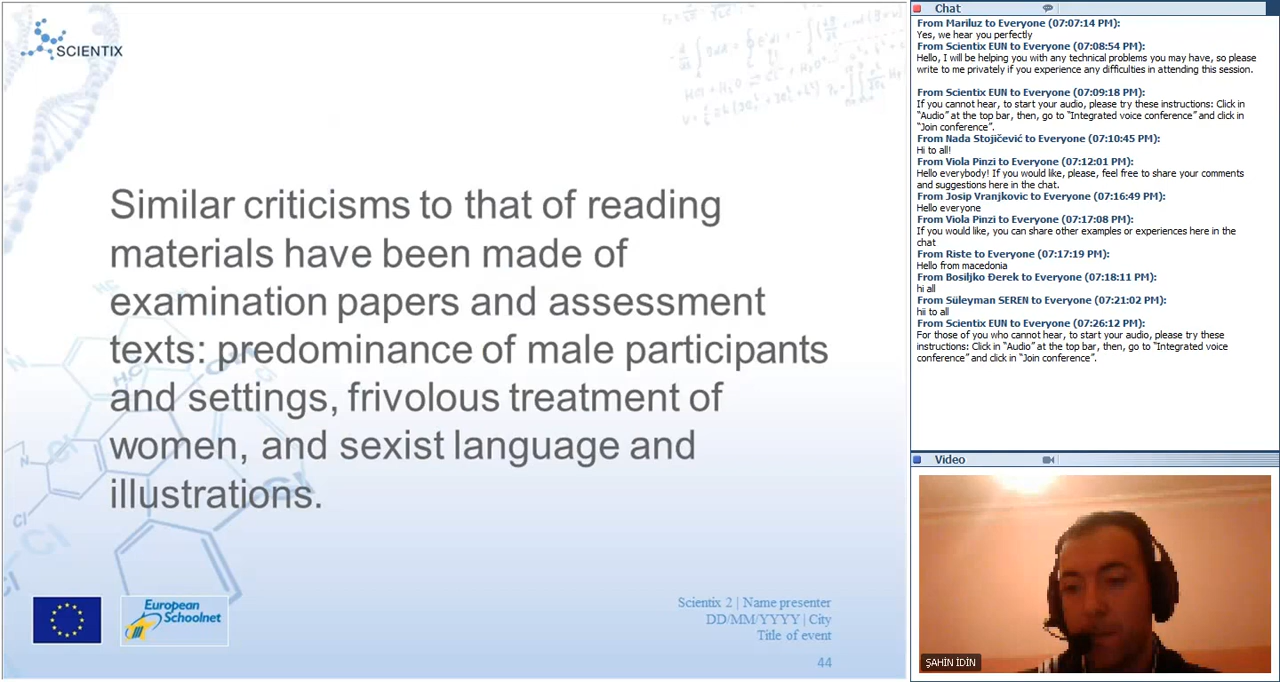 SCIENTIX
Similar criticisms to that of reading
materials have been made of
examination papers and assessment
texts: predominance of male participants
and settings, frivolous treatment of
women, and sexist language and
illustrations.
European
Schoolnet
Scientix 2 | Name presenter
DD/MM/YYYY | City
Title of event
44
Chat
From Mariluz to Everyone (07:07:14 PM):
Yes, we hear you perfectly
From Scientix EUN to Everyone (07:08:54 PM):
Hello, I will be helping you with any technical problems you may have, so please
write to me privately if you experience any difficulties in attending this session.
From Scientix EUN to Everyone (07:09:18 PM):
If you cannot hear, to start your audio, please try these instructions: Click in
“Audio” at the top bar, then, go to “Integrated voice conference” and click in
“Join conference”.
From Nada Stojičević to Everyone (07:10:45 PM):
Hi to all!
From Viola Pinzi to Everyone (07:12:01 PM):
Hello everybody! If you would like, please, feel free to share your comments
and suggestions here in the chat.
From Josip Vranjkovic to Everyone (07:16:49 PM):
Hello everyone
From Viola Pinzi to Everyone (07:17:08 PM):
If you would like, you can share other examples or experiences here in the
chat
From Riste to Everyone (07:17:19 PM):
Hello from macedonia
From Bosiljko Đerek to Everyone (07:18:11 PM):
hi all
From Süleyman SEREN to Everyone (07:21:02 PM):
hii to all
From Scientix EUN to Everyone (07:26:12 PM):
For those of you who cannot hear, to start your audio, please try these
instructions: Click in “Audio” at the top bar, then, go to “Integrated voice
conference” and click in “Join conference”.
Video
ŞAHİN İDİN